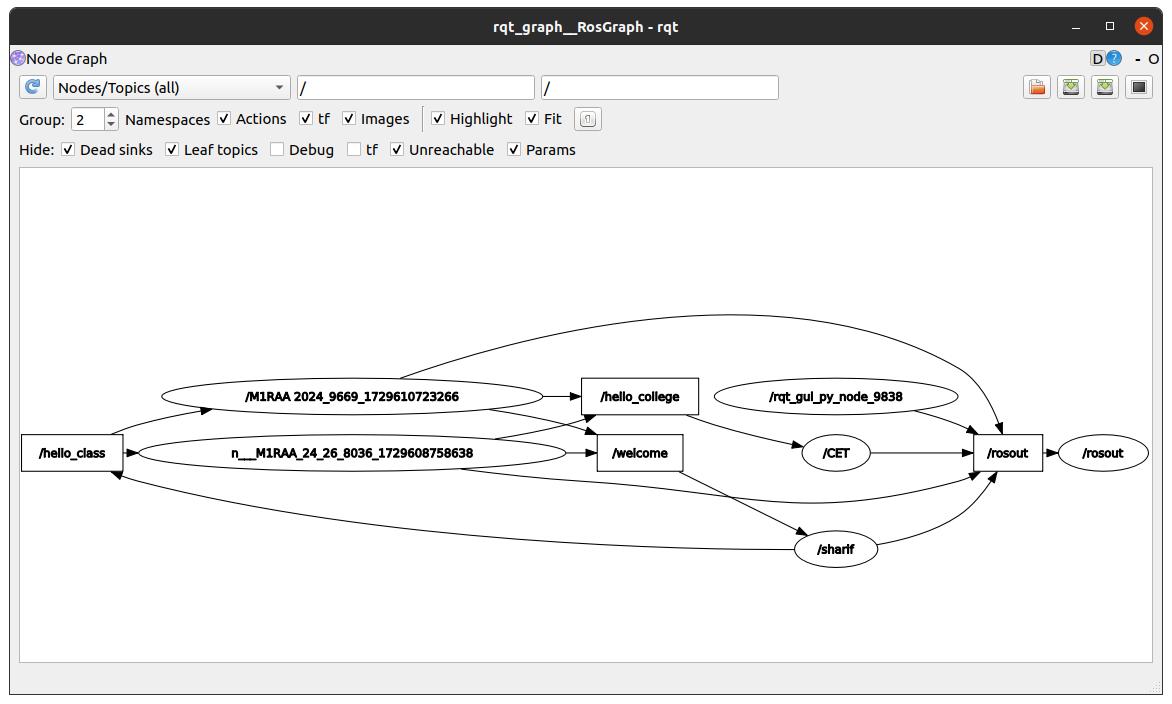 rqt_graph__RosGraph - rqt
Node Graph
D ? - O
Nodes/Topics (all) / /
Group: 2 Namespaces Actions tf Images Highlight Fit
Hide: Dead sinks Leaf topics Debug tf Unreachable Params
/M1RAA 2024_9669_1729610723266 /hello_college /rqt_gui_py_node_9838
/hello_class n__M1RAA_24_26_8036_1729608758638 /welcome /CET /rosout /rosout
/sharif